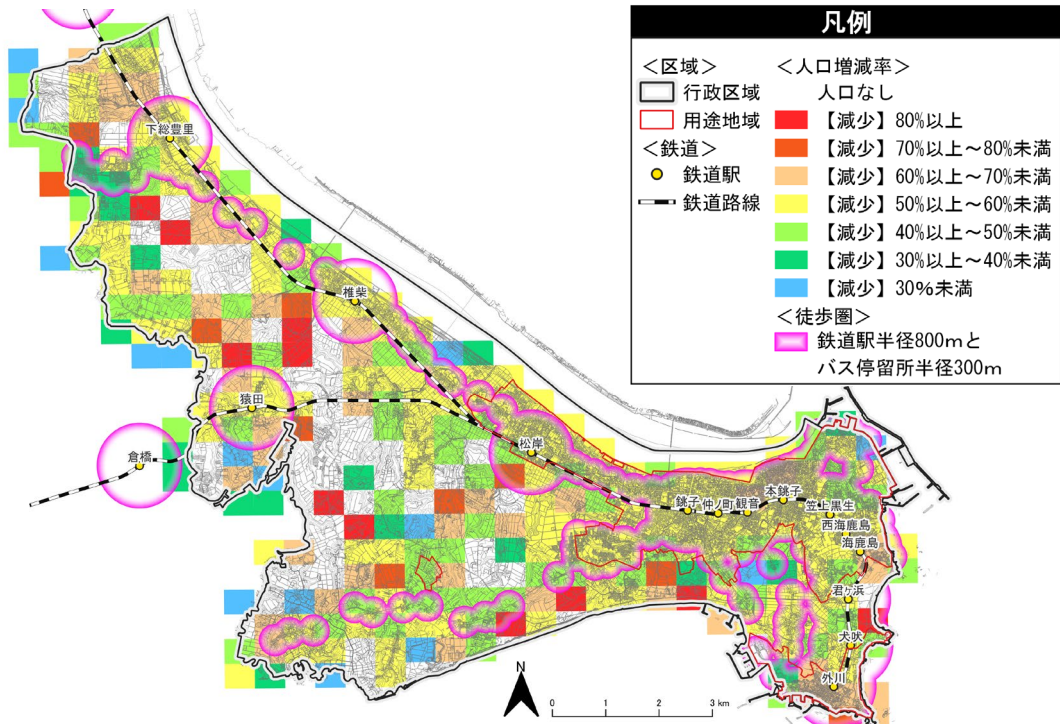 凡例
＜区域＞
行政区域
用途地域
＜鉄道＞
鉄道駅
鉄道路線
＜人口増減率＞
人口なし
【減少】80%以上
【減少】70%以上～80%未満
【減少】60%以上～70%未満
【減少】50%以上～60%未満
【減少】40%以上～50%未満
【減少】30%以上～40%未満
【減少】30%未満
＜徒歩圏＞
鉄道駅半径800mと
バス停留所半径300m
下総豊里
椎柴
猿田
倉橋
松岸
銚子
仲ノ町
観音
本銚子
笠上黒生
西海鹿島
海鹿島
君ヶ浜
犬吠
外川
N
0 1 2 3 km